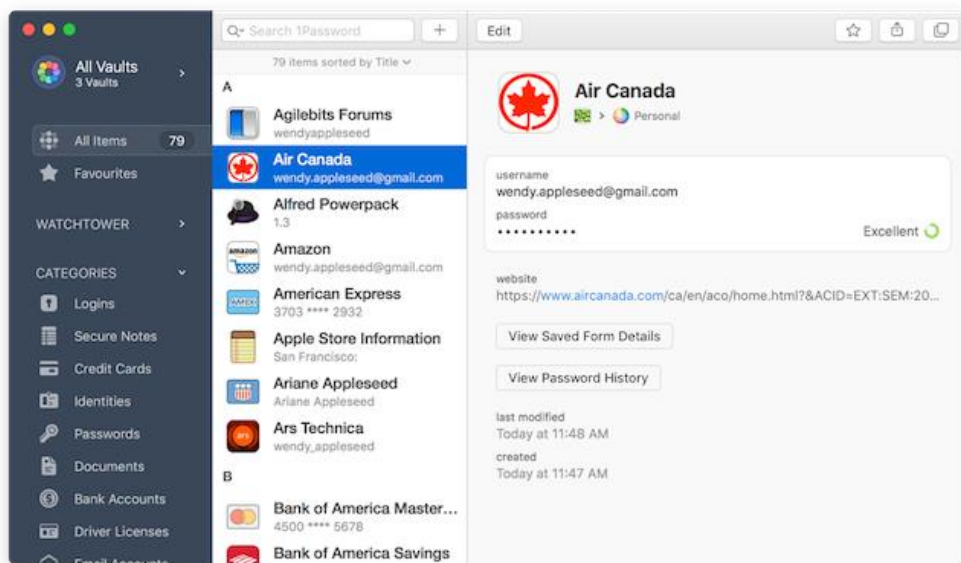 All Vaults
3 Vaults
All Items 79
Favourites
WATCHTOWER
CATEGORIES
Logins
Secure Notes
Credit Cards
Identities
Passwords
Documents
Bank Accounts
Driver Licenses
Email Accounts
Search 1Password
79 items sorted by Title
A
Agilebits Forums
wendyappleseed
Air Canada
wendy.appleseed@gmail.com
Alfred Powerpack
1.3
amazon
Amazon
wendy.appleseed@gmail.com
American Express
3703 **** 2932
Apple Store Information
San Francisco:
Ariane Appleseed
Ariane Appleseed
ars
Ars Technica
wendy_appleseed
B
Bank of America Master...
4500 **** 5678
Bank of America Savings
Edit
Air Canada
Personal
username
wendy.appleseed@gmail.com
password
•••••••••• Excellent
website
https://www.aircanada.com/ca/en/aco/home.html?&ACID=EXT:SEM:20...
View Saved Form Details
View Password History
last modified
Today at 11:48 AM
created
Today at 11:47 AM